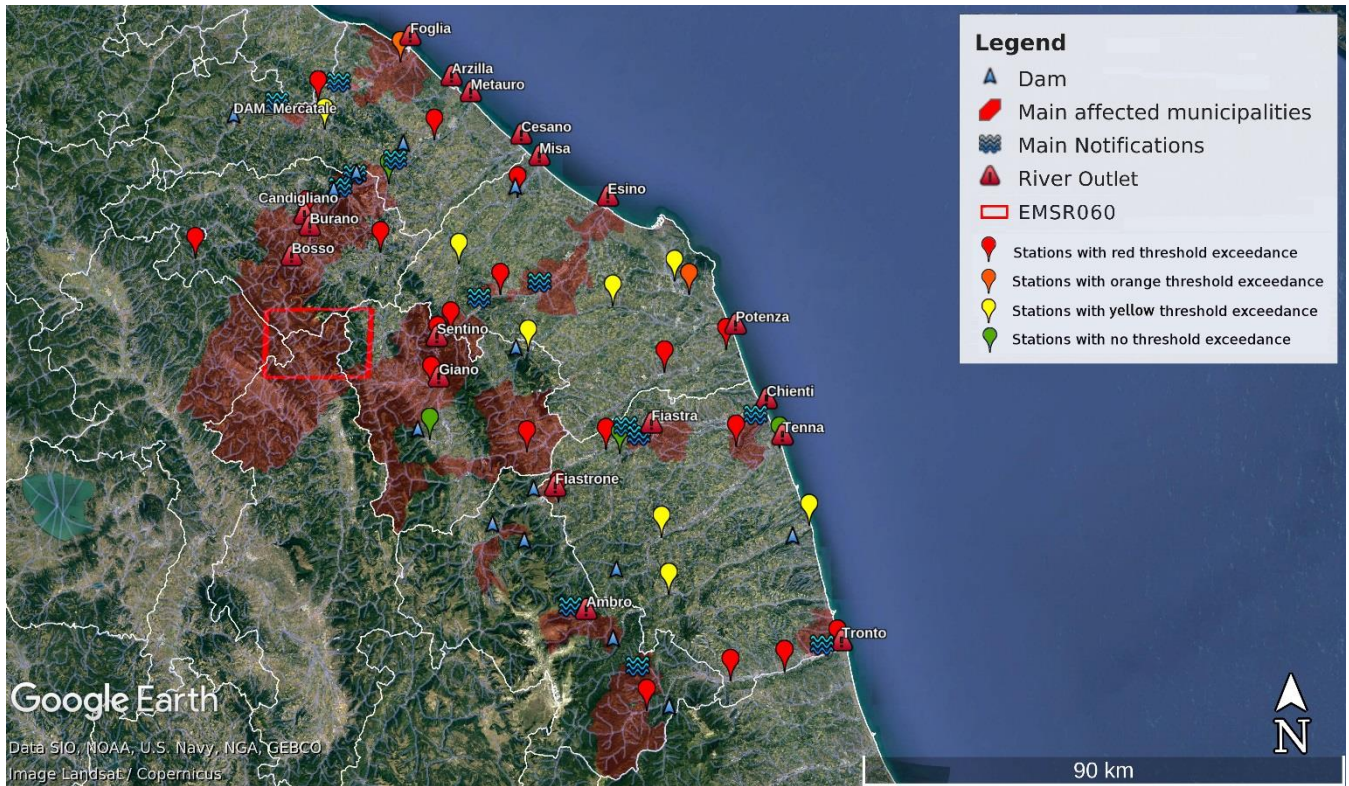 Foglia
Arzilla
Metauro
DAM Mercatale
Cesano
Misa
Esino
Candigliano
Burano
Bosso
Sentino
Potenza
Giano
Chienti
Fiastra
Tenna
Fiastrone
Ambro
Tronto
Legend
Dam
Main affected municipalities
Main Notifications
River Outlet
EMSR060
Stations with red threshold exceedance
Stations with orange threshold exceedance
Stations with yellow threshold exceedance
Stations with no threshold exceedance
Google Earth
Data SIO, NOAA, U.S. Navy, NGA, GEBCO
Image Landsat / Copernicus
N
90 km